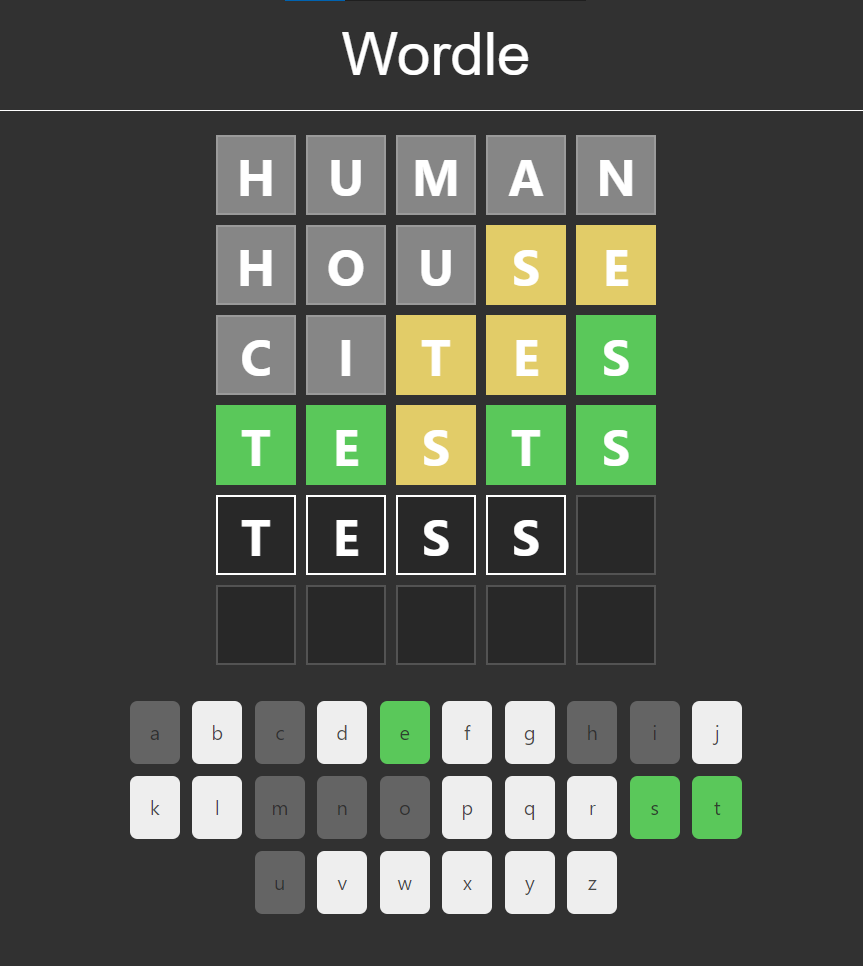 Wordle
H U M A N
H O U S E
C I T E S
T E S T S
T E S S
a b c d e f g h i j
k l m n o p q r s t
u v w x y z